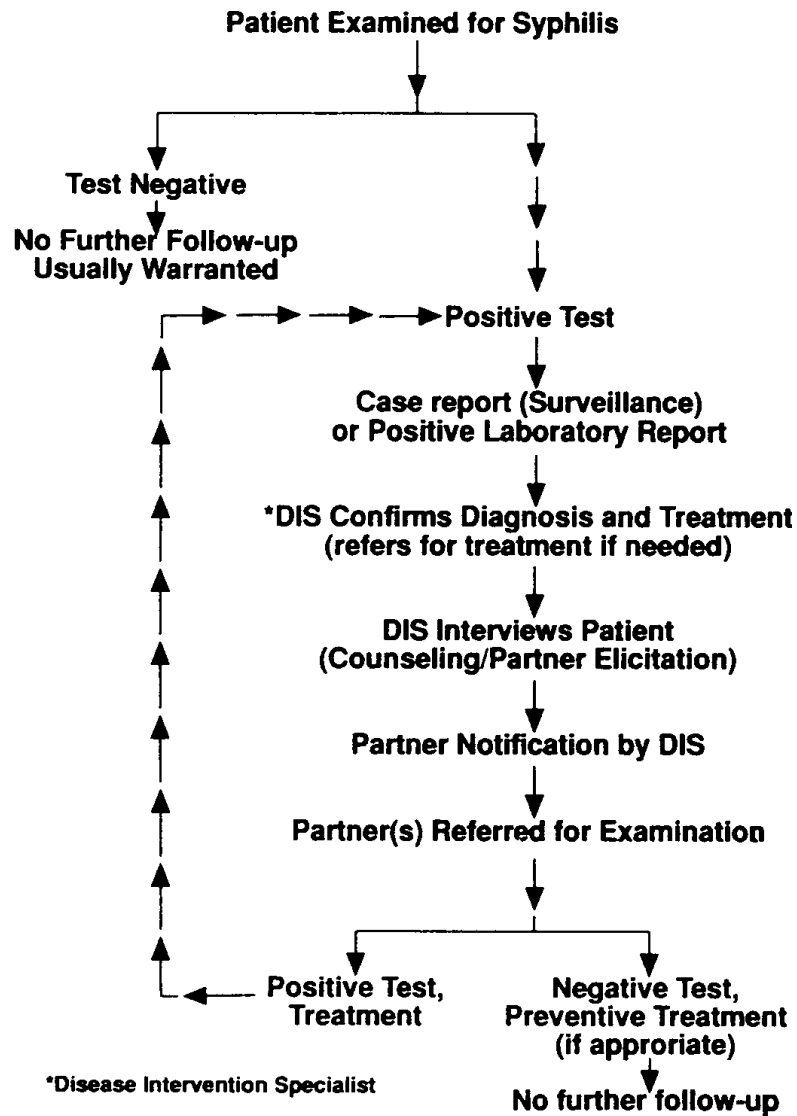 Patient Examined for Syphilis
Test Negative
No Further Follow-up
Usually Warranted
Positive Test
Case report (Surveillance)
or Positive Laboratory Report
*DIS Confirms Diagnosis and Treatment
(refers for treatment if needed)
DIS Interviews Patient
(Counseling/Partner Elicitation)
Partner Notification by DIS
Partner(s) Referred for Examination
Positive Test,
Treatment
Negative Test,
Preventive Treatment
(if approriate)
No further follow-up
*Disease Intervention Specialist